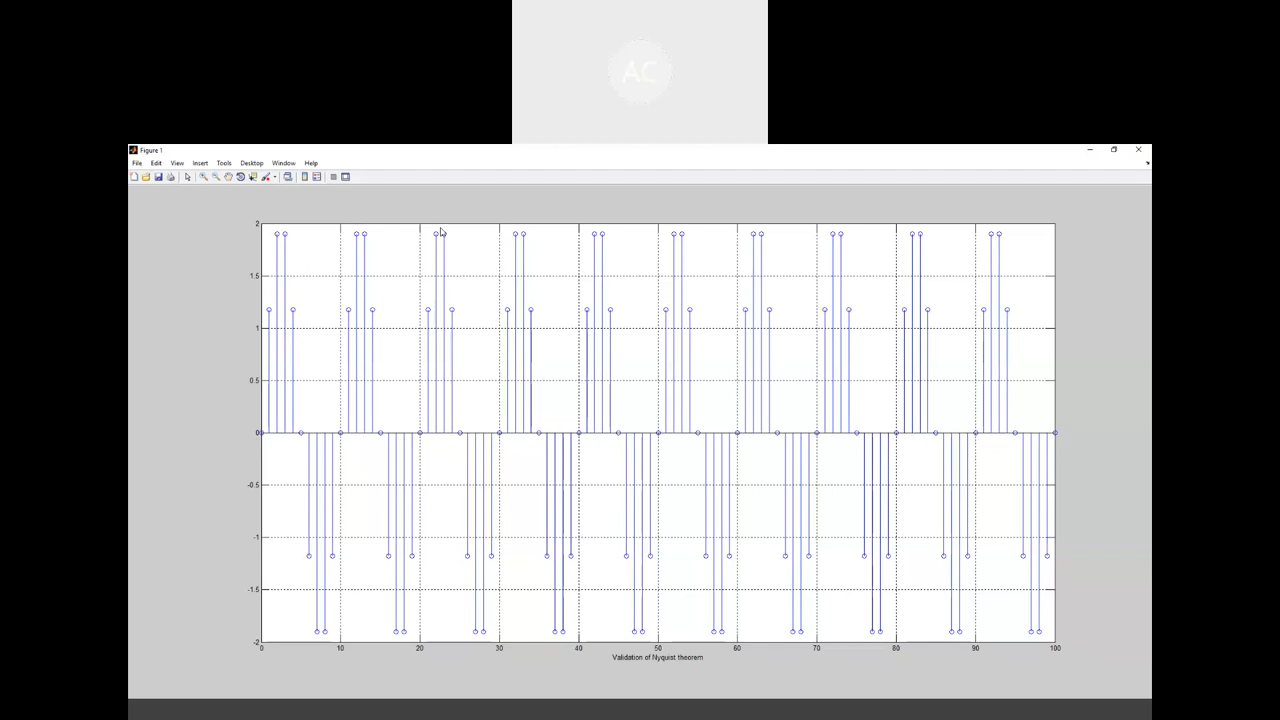 AC
Figure 1
File Edit View Insert Tools Desktop Window Help
2
1.5
1
0.5
0
-0.5
-1
-1.5
-2
0 10 20 30 40 50 60 70 80 90 100
Validation of Nyquist theorem